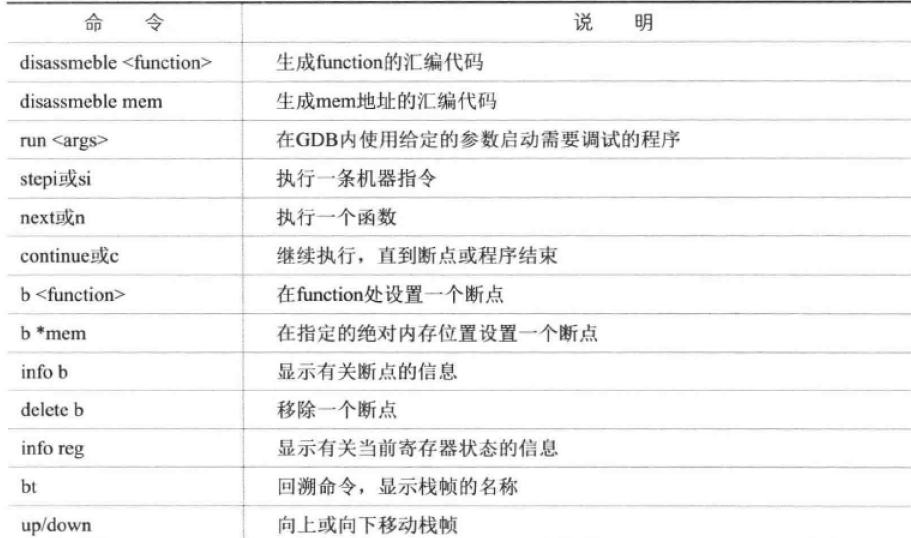 命 令 说 明
disassmeble <function> 生成function的汇编代码
disassmeble mem 生成mem地址的汇编代码
run <args> 在GDB内使用给定的参数启动需要调试的程序
stepi或si 执行一条机器指令
next或n 执行一个函数
continue或c 继续执行，直到断点或程序结束
b <function> 在function处设置一个断点
b *mem 在指定的绝对内存位置设置一个断点
info b 显示有关断点的信息
delete b 移除一个断点
info reg 显示有关当前寄存器状态的信息
bt 回溯命令，显示栈帧的名称
up/down 向上或向下移动栈帧